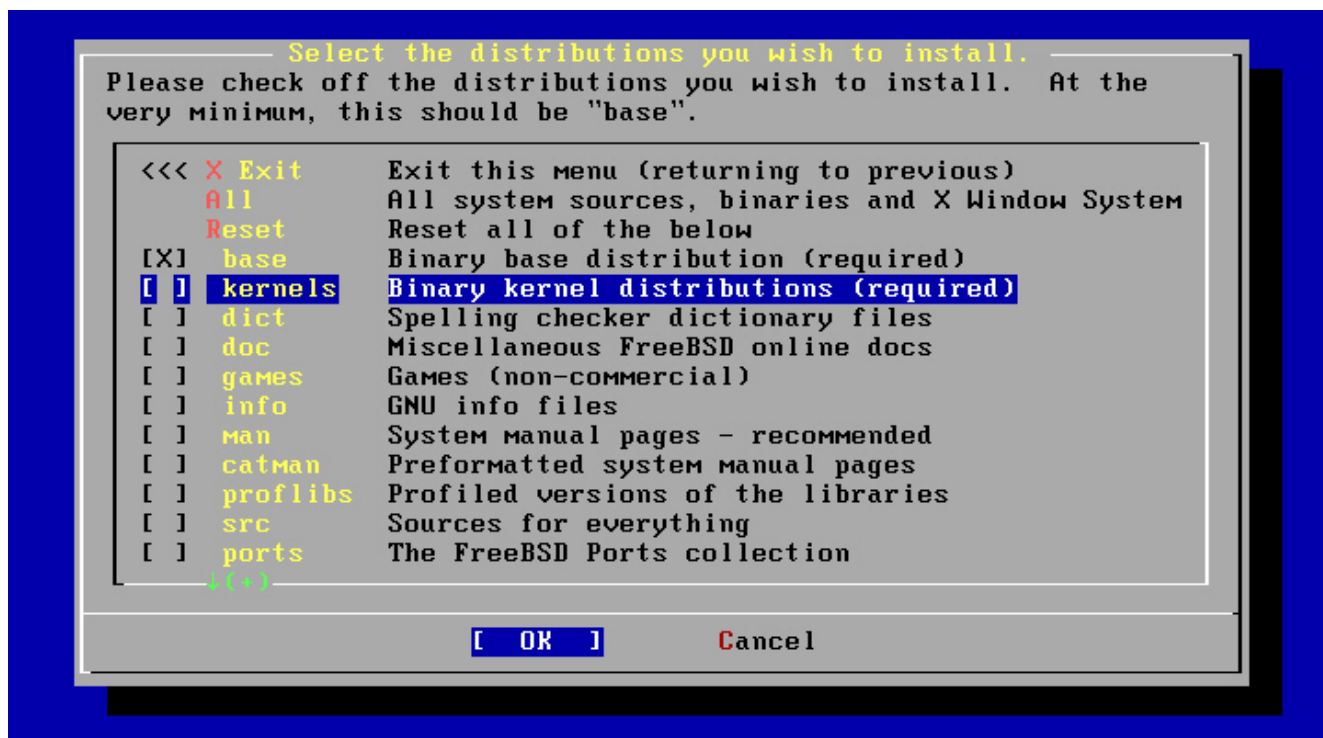 Select the distributions you wish to install.
Please check off the distributions you wish to install.  At the
very minimum, this should be "base".
<<< X Exit     Exit this menu (returning to previous)
All        All system sources, binaries and X Window System
Reset      Reset all of the below
[X]  base      Binary base distribution (required)
[ ]  kernels   Binary kernel distributions (required)
[ ]  dict      Spelling checker dictionary files
[ ]  doc       Miscellaneous FreeBSD online docs
[ ]  games     Games (non-commercial)
[ ]  info      GNU info files
[ ]  man       System manual pages - recommended
[ ]  catman    Preformatted system manual pages
[ ]  proflibs  Profiled versions of the libraries
[ ]  src       Sources for everything
[ ]  ports     The FreeBSD Ports collection
↓(+)
[  OK  ]       Cancel